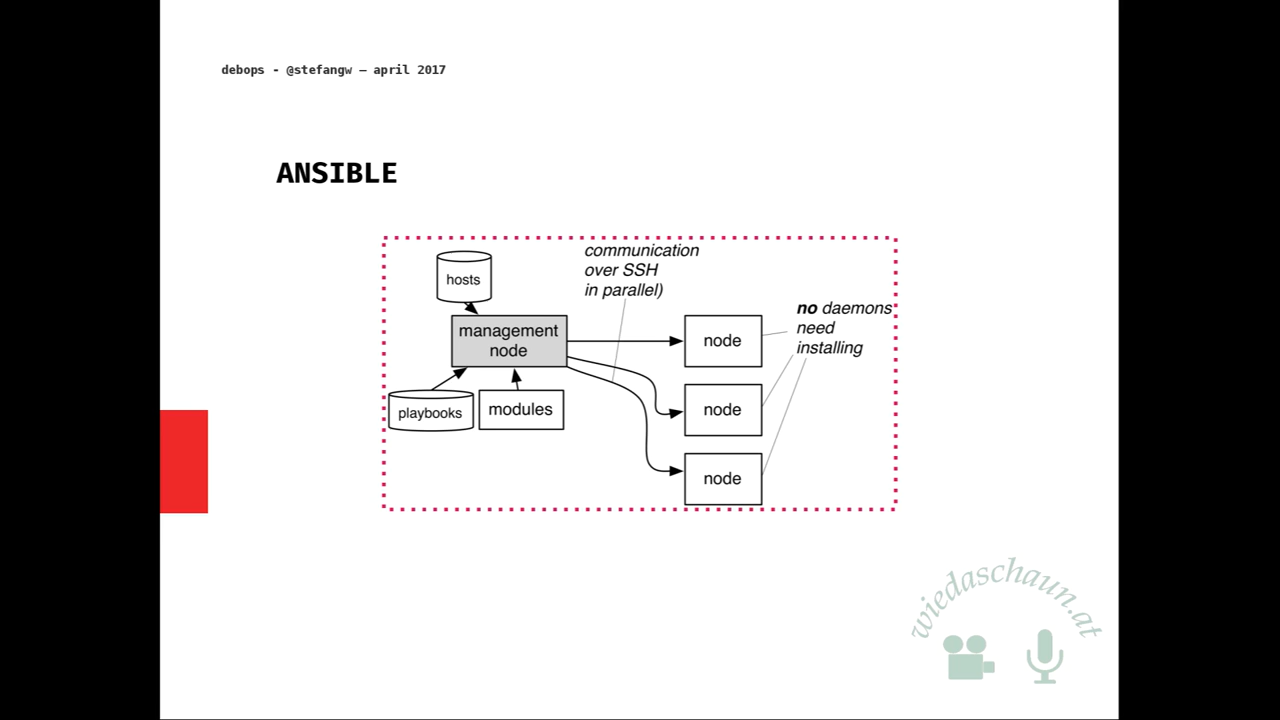 debops - @stefangw – april 2017
ANSIBLE
communication
over SSH
in parallel)
hosts
no daemons
need
installing
management
node
node
playbooks
modules
node
node
wiedaschaun.at